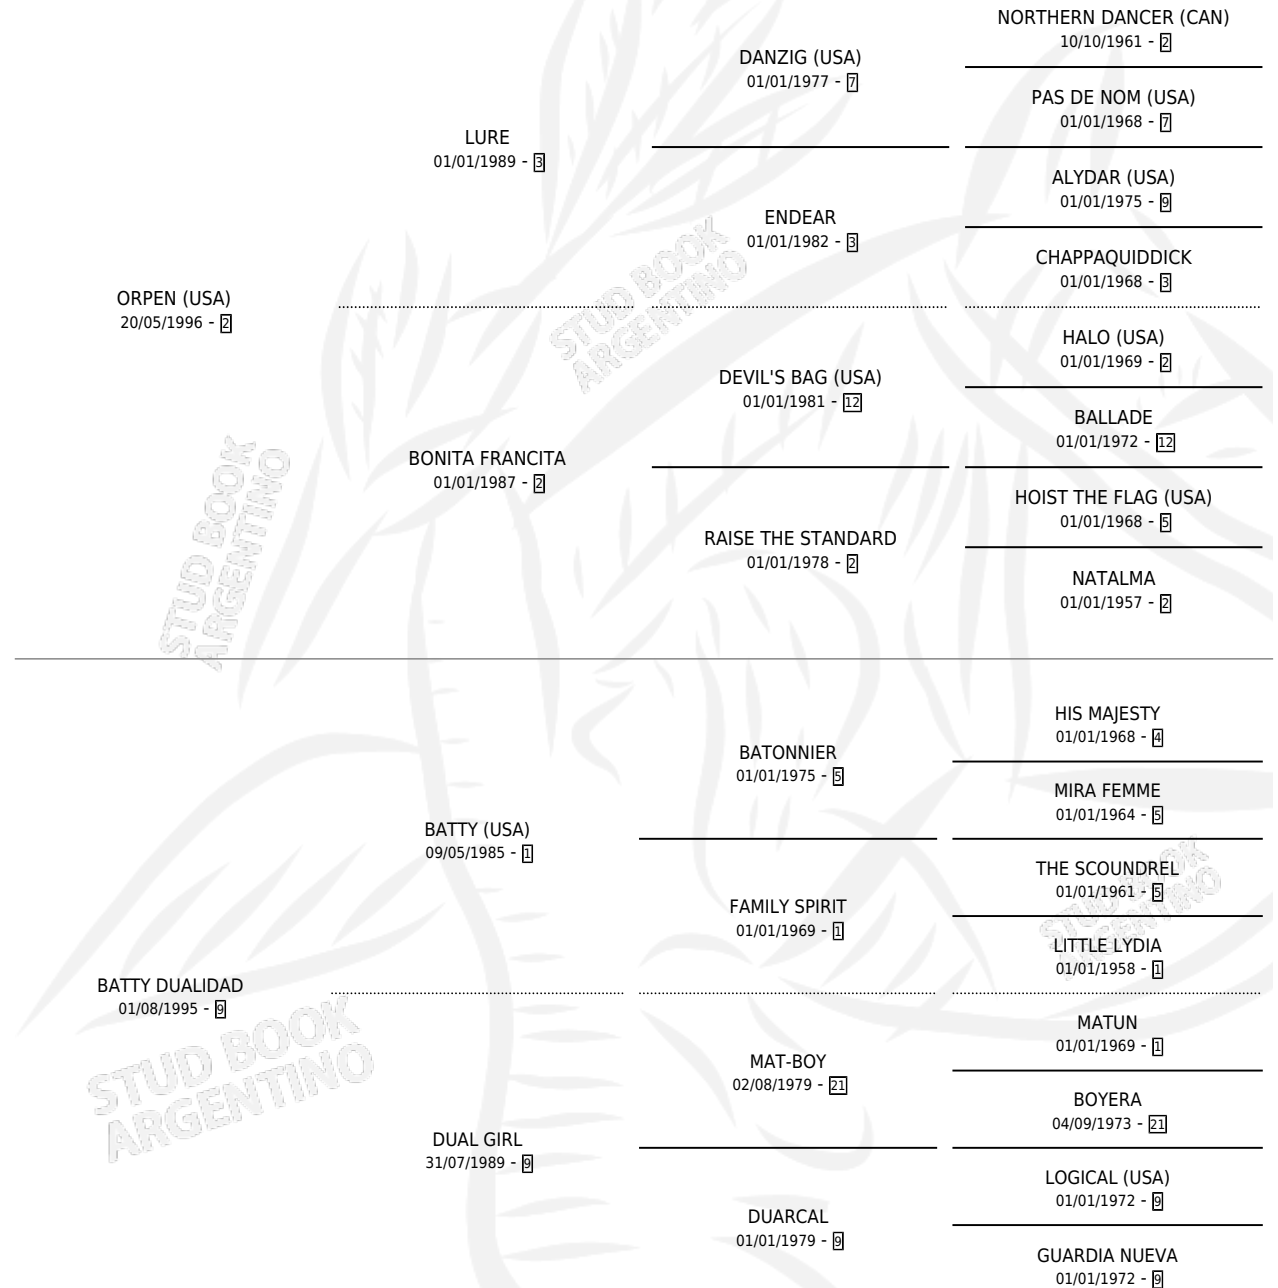 NORTHERN DANCER (CAN)
10/10/1961 - 2
DANZIG (USA)
01/01/1977 - 7
PAS DE NOM (USA)
01/01/1968 - 7
LURE
01/01/1989 - 3
ALYDAR (USA)
01/01/1975 - 9
ENDEAR
01/01/1982 - 3
CHAPPAQUIDDICK
01/01/1968 - 3
ORPEN (USA)
20/05/1996 - 2
STUD BOOK
ARGENTINO
HALO (USA)
01/01/1969 - 2
DEVIL'S BAG (USA)
01/01/1981 - 12
BALLADE
01/01/1972 - 12
BONITA FRANCITA
01/01/1987 - 2
HOIST THE FLAG (USA)
01/01/1968 - 5
RAISE THE STANDARD
01/01/1978 - 2
NATALMA
01/01/1957 - 2
STUD BOOK
ARGENTINO
HIS MAJESTY
01/01/1968 - 4
BATONNIER
01/01/1975 - 5
MIRA FEMME
01/01/1964 - 5
BATTY (USA)
09/05/1985 - 1
THE SCOUNDREL
01/01/1961 - 5
FAMILY SPIRIT
01/01/1969 - 1
STUD BOOK
ARGENTINO
LITTLE LYDIA
01/01/1958 - 1
BATTY DUALIDAD
01/08/1995 - 9
STUD BOOK
ARGENTINO
MATUN
01/01/1969 - 1
MAT-BOY
02/08/1979 - 21
BOYERA
04/09/1973 - 21
DUAL GIRL
31/07/1989 - 9
LOGICAL (USA)
01/01/1972 - 9
DUARCAL
01/01/1979 - 9
GUARDIA NUEVA
01/01/1972 - 9